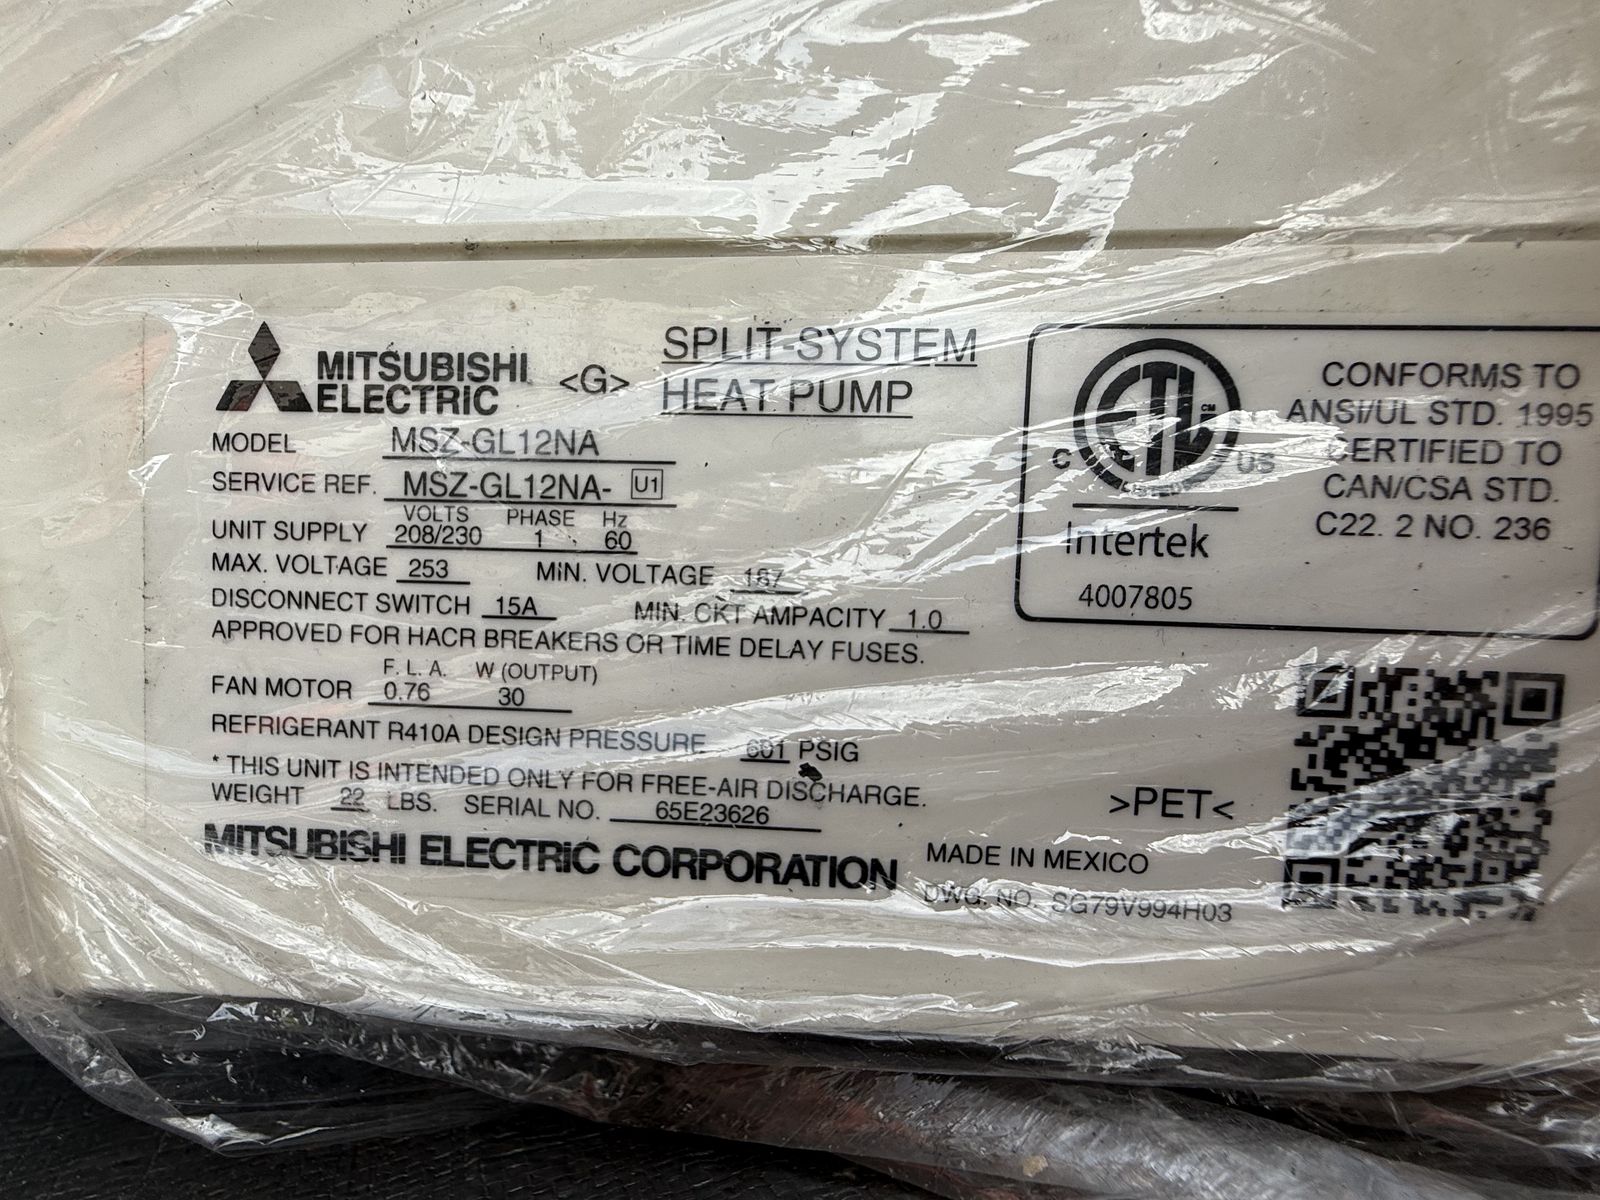 MITSUBISHI
ELECTRIC
<G>
SPLIT-SYSTEM
HEAT PUMP
MODEL MSZ-GL12NA
SERVICE REF. MSZ-GL12NA- U1
VOLTS PHASE Hz
UNIT SUPPLY 208/230 1 60
MAX. VOLTAGE 253 MIN. VOLTAGE 187
DISCONNECT SWITCH 15A MIN. CKT AMPACITY 1.0
APPROVED FOR HACR BREAKERS OR TIME DELAY FUSES.
F. L. A. W (OUTPUT)
FAN MOTOR 0.76 30
REFRIGERANT R410A DESIGN PRESSURE 601 PSIG
* THIS UNIT IS INTENDED ONLY FOR FREE-AIR DISCHARGE.
WEIGHT 22 LBS. SERIAL NO. 65E23626
MITSUBISHI ELECTRIC CORPORATION
MADE IN MEXICO
DWG. NO. SG79V994H03
>PET<
ETL CM
C US
LISTED
Intertek
4007805
CONFORMS TO
ANSI/UL STD. 1995
CERTIFIED TO
CAN/CSA STD.
C22. 2 NO. 236